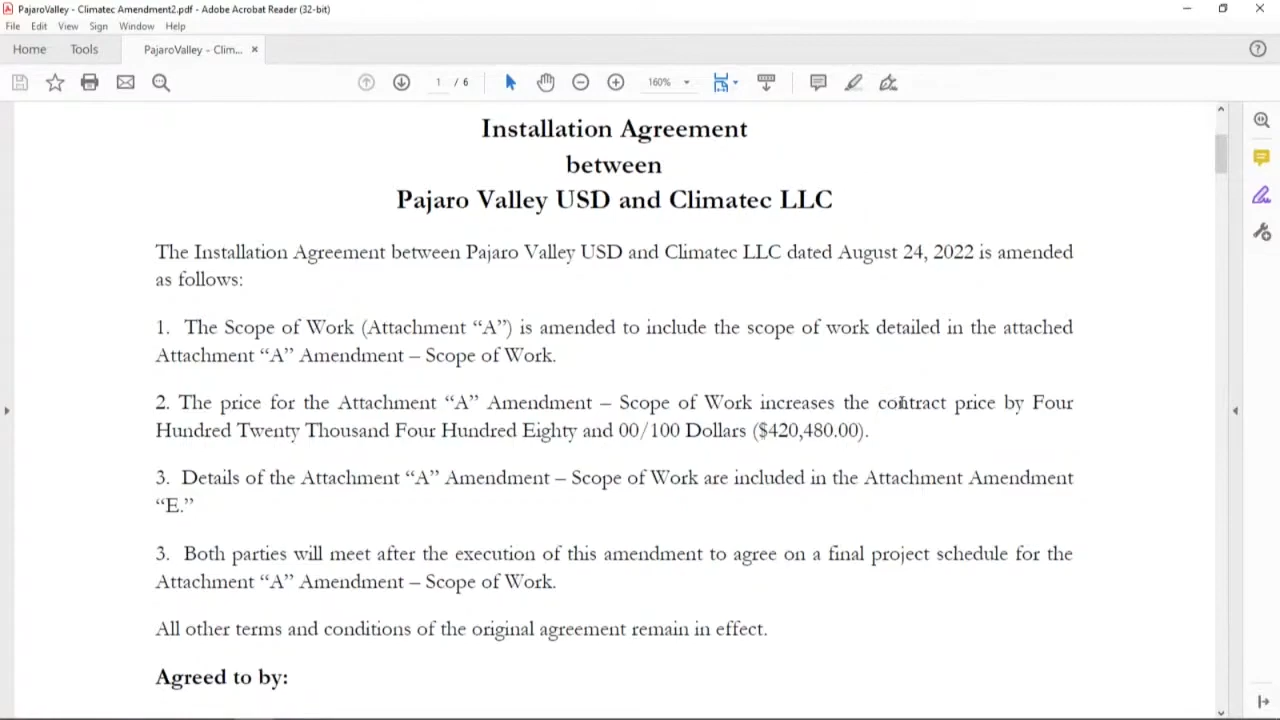 PajaroValley - Climatec Amendment2.pdf - Adobe Acrobat Reader (32-bit)
File Edit View Sign Window Help
Home Tools PajaroValley - Clim... ×
1 / 6 160%
Installation Agreement
between
Pajaro Valley USD and Climatec LLC
The Installation Agreement between Pajaro Valley USD and Climatec LLC dated August 24, 2022 is amended
as follows:
1. The Scope of Work (Attachment “A”) is amended to include the scope of work detailed in the attached
Attachment “A” Amendment – Scope of Work.
2. The price for the Attachment “A” Amendment – Scope of Work increases the contract price by Four
Hundred Twenty Thousand Four Hundred Eighty and 00/100 Dollars ($420,480.00).
3. Details of the Attachment “A” Amendment – Scope of Work are included in the Attachment Amendment
“E.”
3. Both parties will meet after the execution of this amendment to agree on a final project schedule for the
Attachment “A” Amendment – Scope of Work.
All other terms and conditions of the original agreement remain in effect.
Agreed to by: